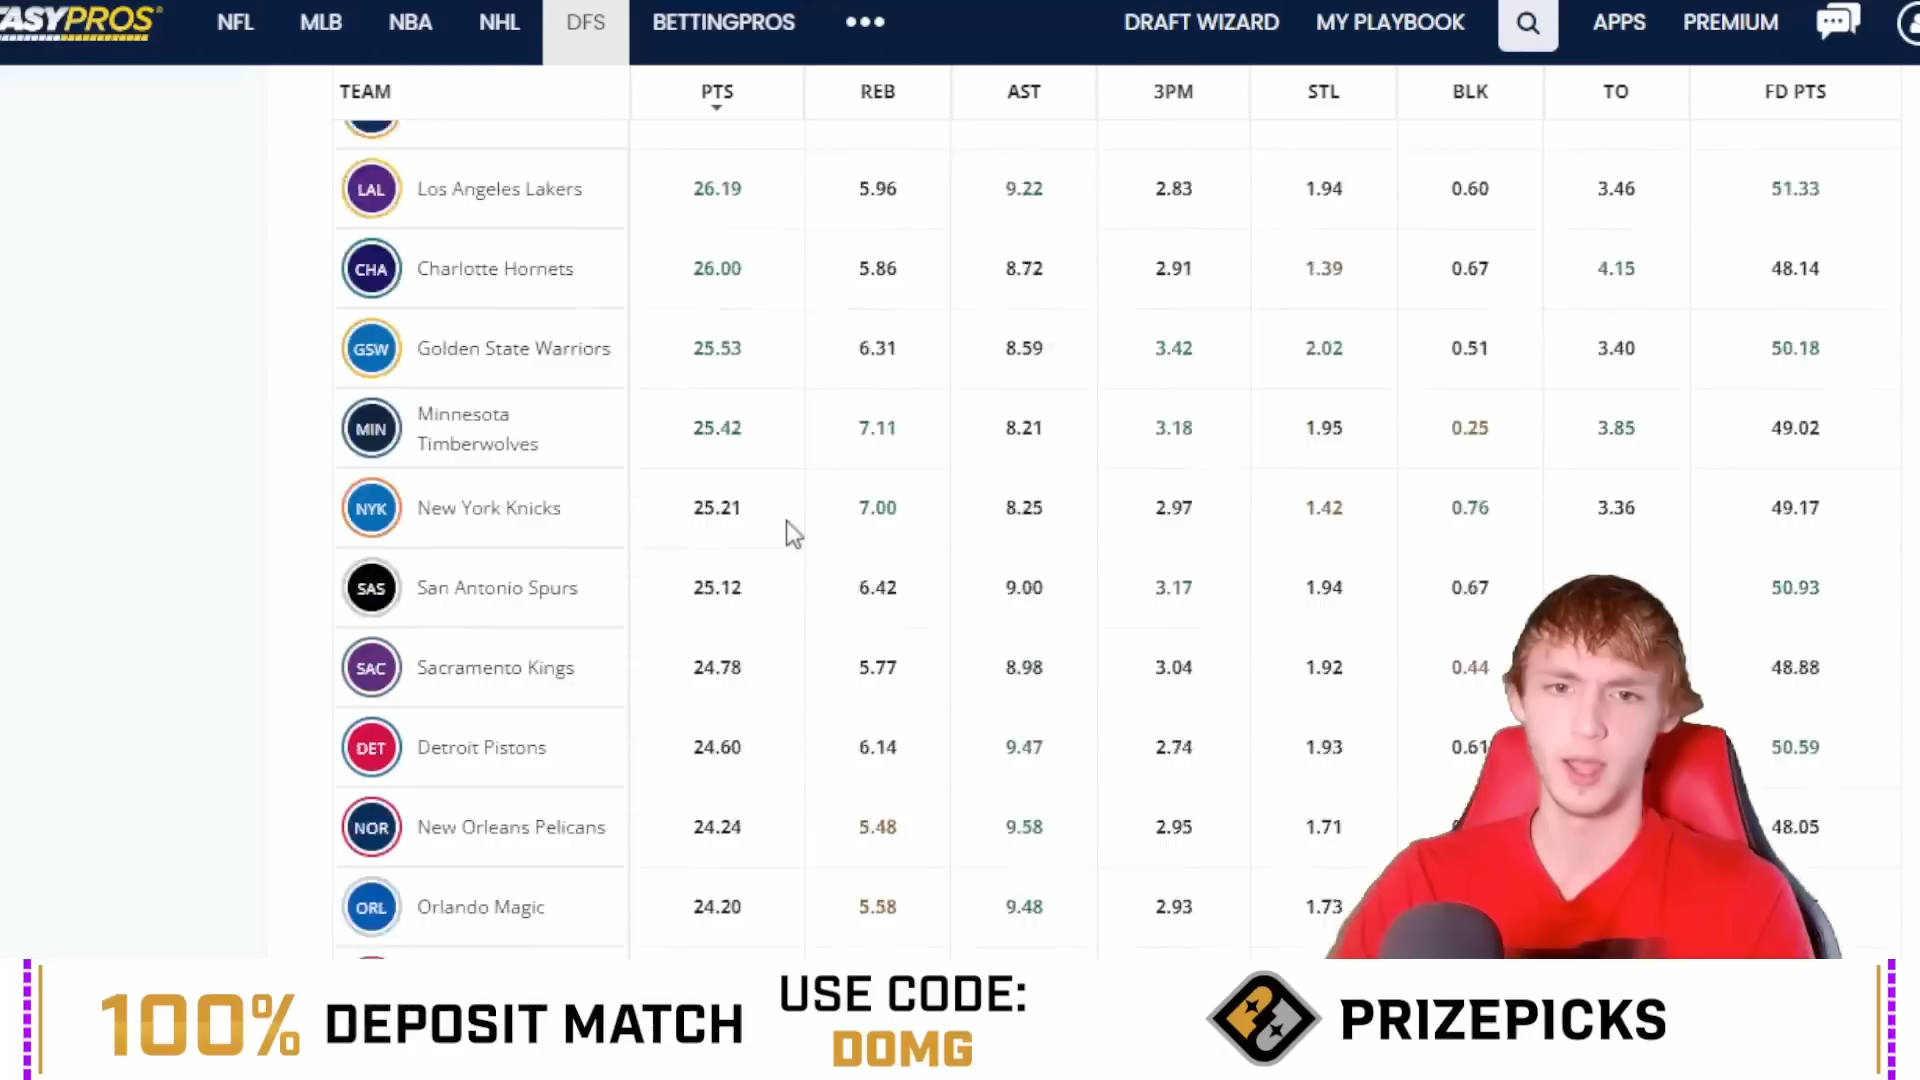 ASYPROS
NFL MLB NBA NHL DFS BETTINGPROS ••• DRAFT WIZARD MY PLAYBOOK APPS PREMIUM
TEAM PTS REB AST 3PM STL BLK TO FD PTS
LAL Los Angeles Lakers 26.19 5.96 9.22 2.83 1.94 0.60 3.46 51.33
CHA Charlotte Hornets 26.00 5.86 8.72 2.91 1.39 0.67 4.15 48.14
GSW Golden State Warriors 25.53 6.31 8.59 3.42 2.02 0.51 3.40 50.18
MIN Minnesota
Timberwolves 25.42 7.11 8.21 3.18 1.95 0.25 3.85 49.02
NYK New York Knicks 25.21 7.00 8.25 2.97 1.42 0.76 3.36 49.17
SAS San Antonio Spurs 25.12 6.42 9.00 3.17 1.94 0.67 50.93
SAC Sacramento Kings 24.78 5.77 8.98 3.04 1.92 0.44 48.88
DET Detroit Pistons 24.60 6.14 9.47 2.74 1.93 0.61 50.59
NOR New Orleans Pelicans 24.24 5.48 9.58 2.95 1.71 48.05
ORL Orlando Magic 24.20 5.58 9.48 2.93 1.73
100% DEPOSIT MATCH
USE CODE:
DOMG
PRIZEPICKS